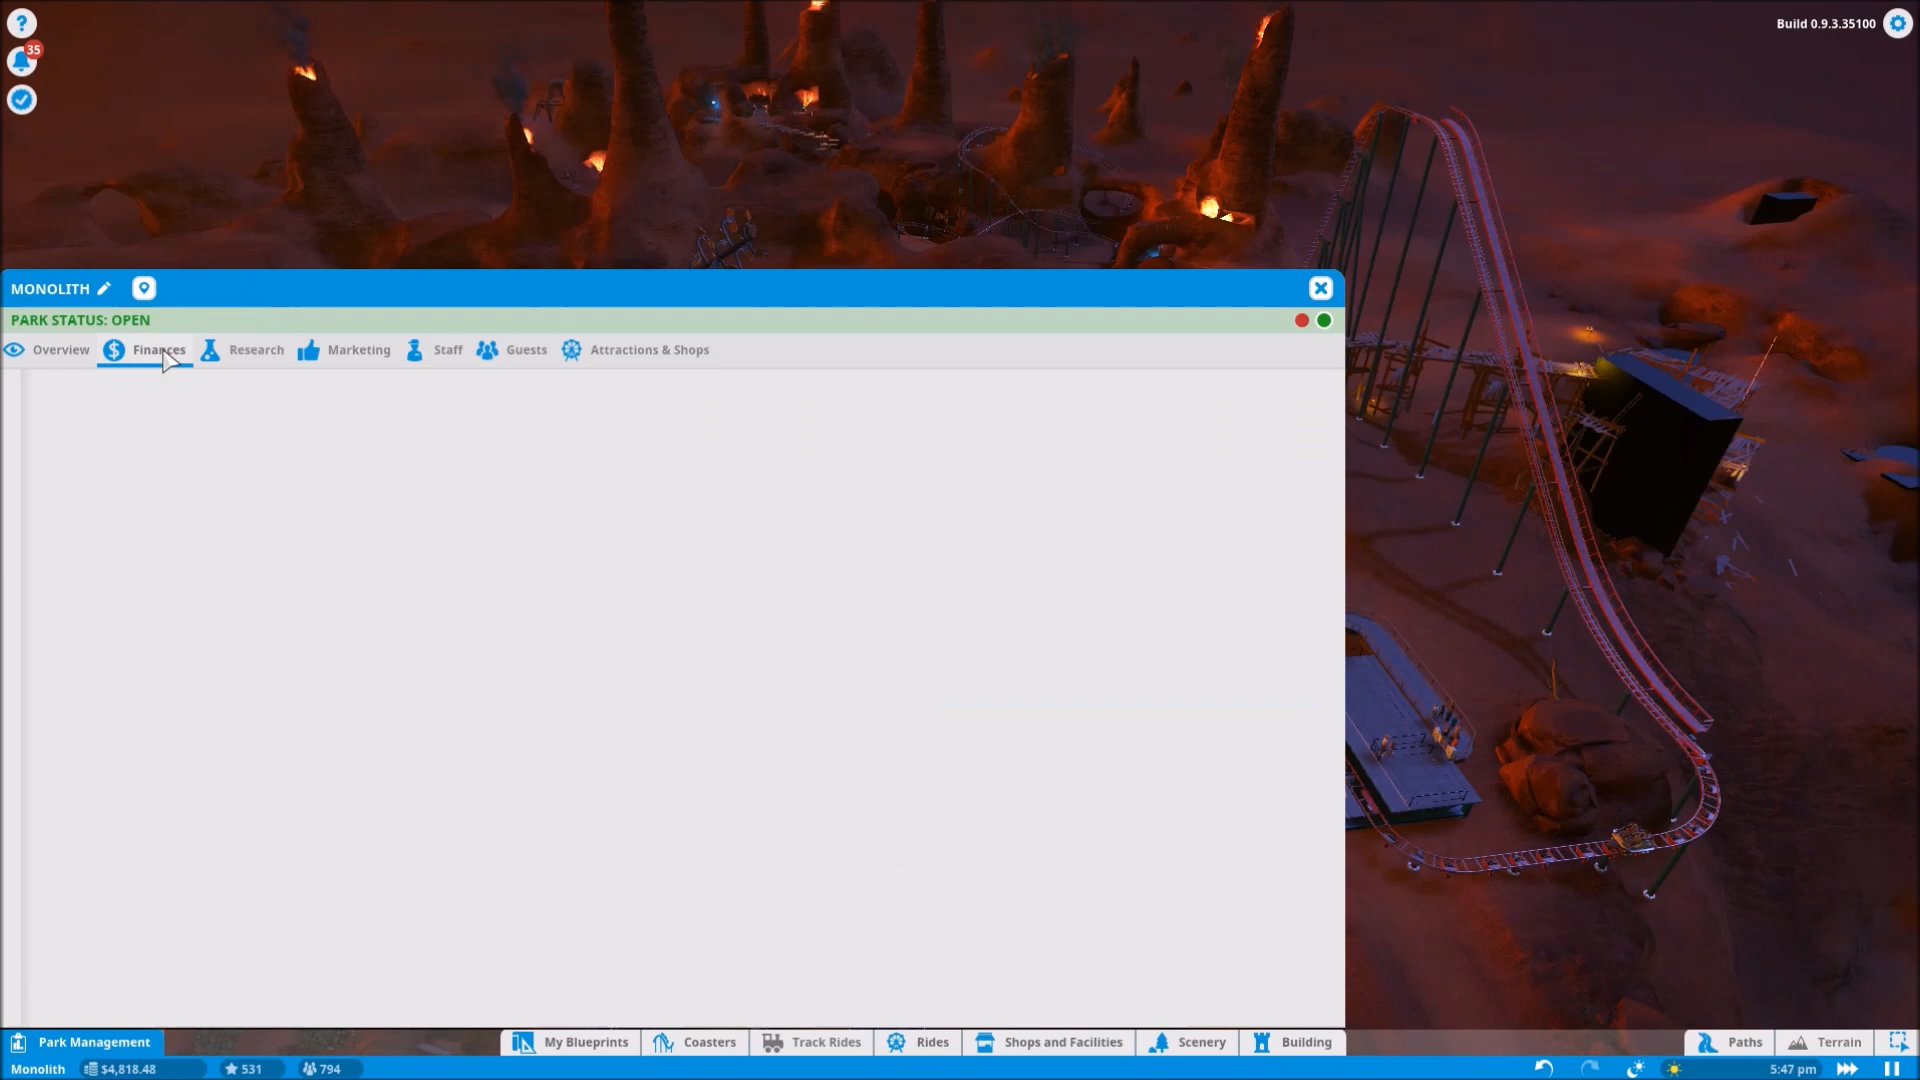 ?
35
Build 0.9.3.35100
MONOLITH
PARK STATUS: OPEN
Overview
Finances
Research
Marketing
Staff
Guests
Attractions & Shops
Park Management
My Blueprints
Coasters
Track Rides
Rides
Shops and Facilities
Scenery
Building
Paths
Terrain
Monolith
$4,818.48
531
794
5:47 pm